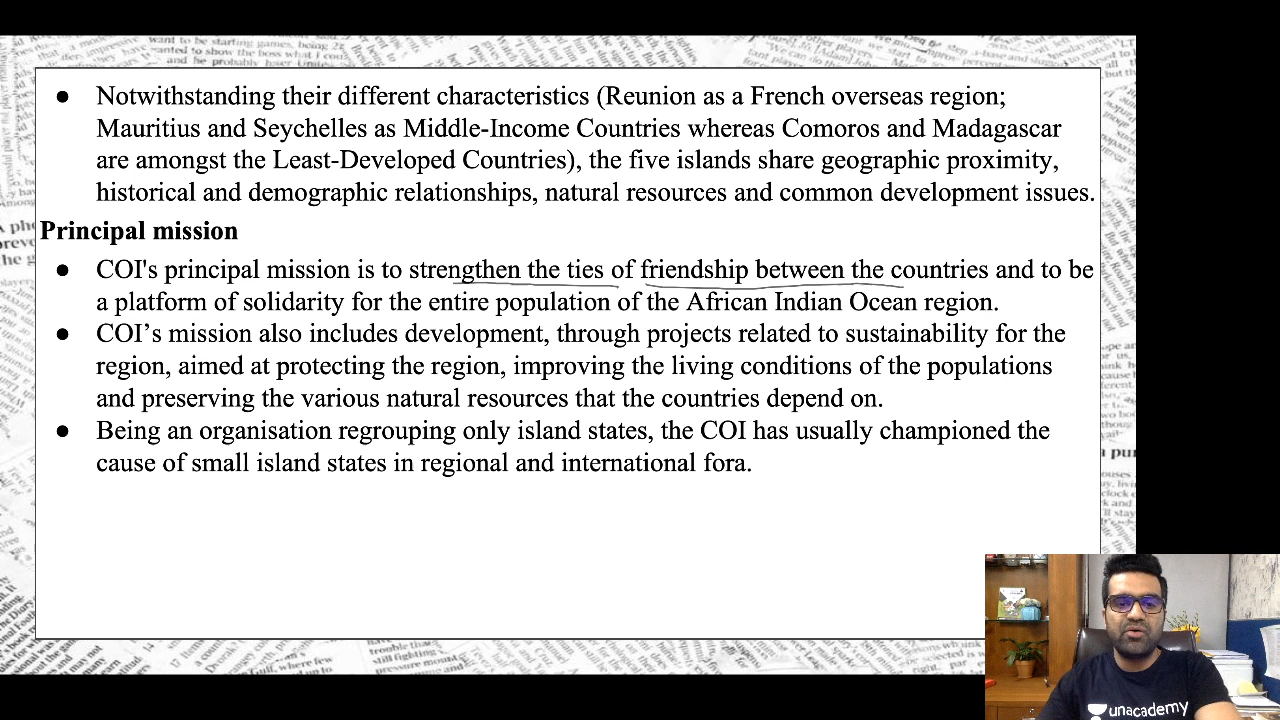 ● Notwithstanding their different characteristics (Reunion as a French overseas region;
Mauritius and Seychelles as Middle-Income Countries whereas Comoros and Madagascar
are amongst the Least-Developed Countries), the five islands share geographic proximity,
historical and demographic relationships, natural resources and common development issues.
Principal mission
● COI's principal mission is to strengthen the ties of friendship between the countries and to be
a platform of solidarity for the entire population of the African Indian Ocean region.
● COI’s mission also includes development, through projects related to sustainability for the
region, aimed at protecting the region, improving the living conditions of the populations
and preserving the various natural resources that the countries depend on.
● Being an organisation regrouping only island states, the COI has usually championed the
cause of small island states in regional and international fora.
unacademy